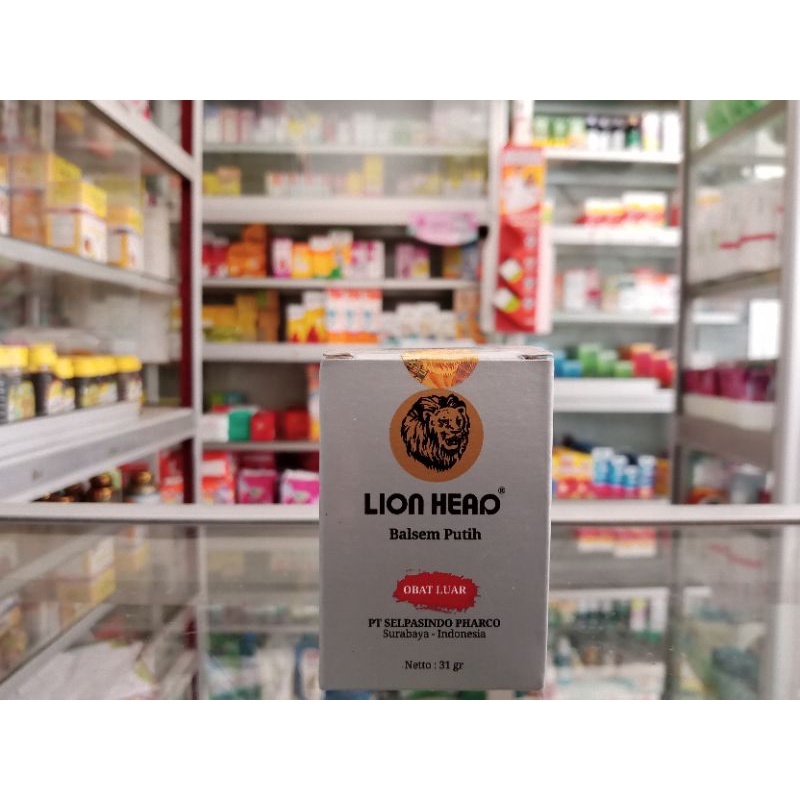 LION HEAD®
Balsem Putih
OBAT LUAR
PT SELPASINDO PHARCO
Surabaya - Indonesia
Netto : 31 gr